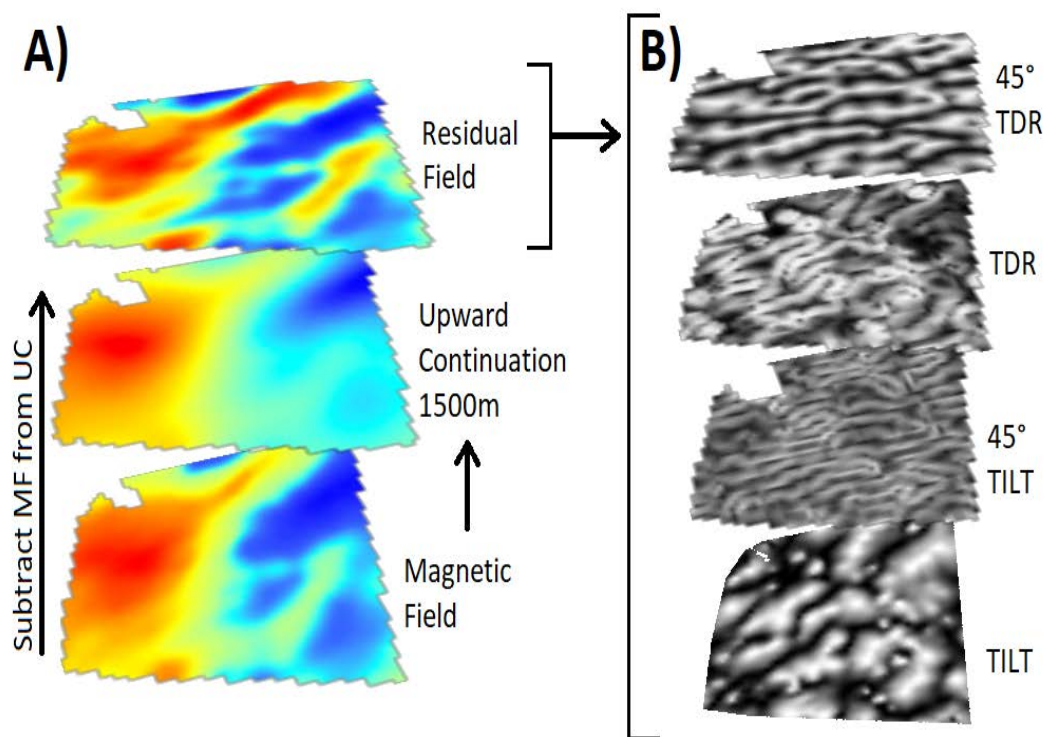 A)
Residual
Field
Upward
Continuation
1500m
Magnetic
Field
Subtract MF from UC
B)
45°
TDR
TDR
45°
TILT
TILT